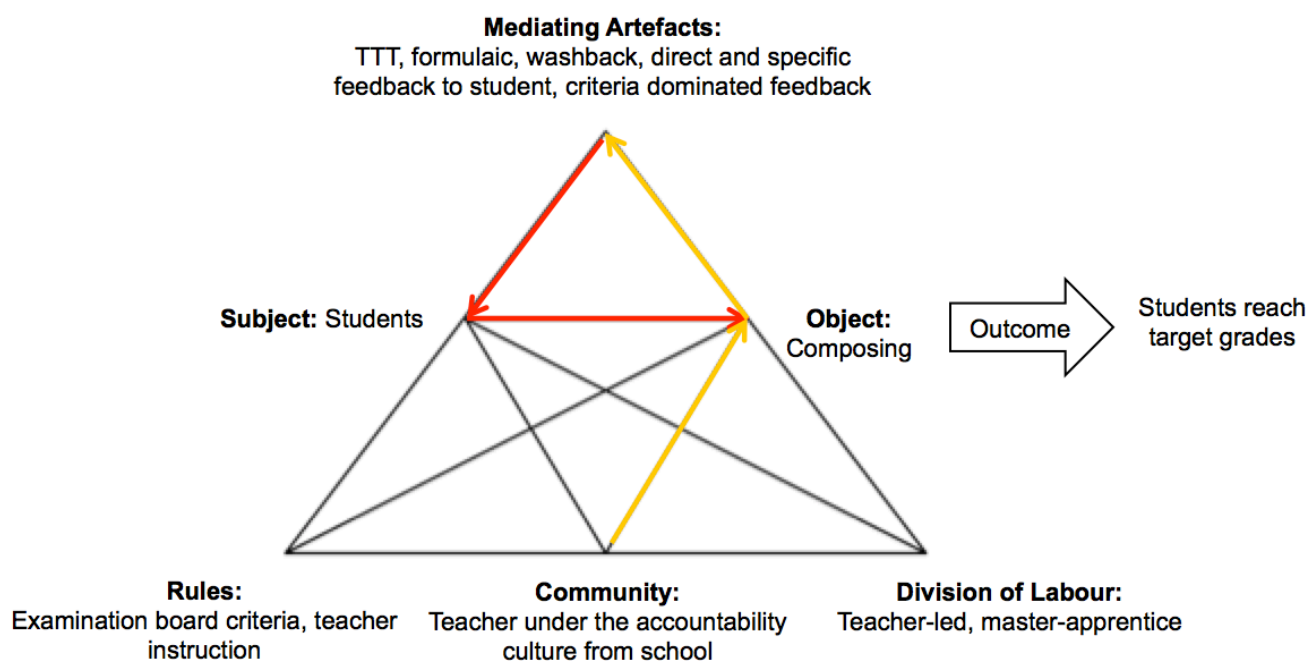 Mediating Artefacts:
TTT, formulaic, washback, direct and specific
feedback to student, criteria dominated feedback
Subject: Students
Object:
Composing
Outcome
Students reach
target grades
Rules:
Examination board criteria, teacher
instruction
Community:
Teacher under the accountability
culture from school
Division of Labour:
Teacher-led, master-apprentice